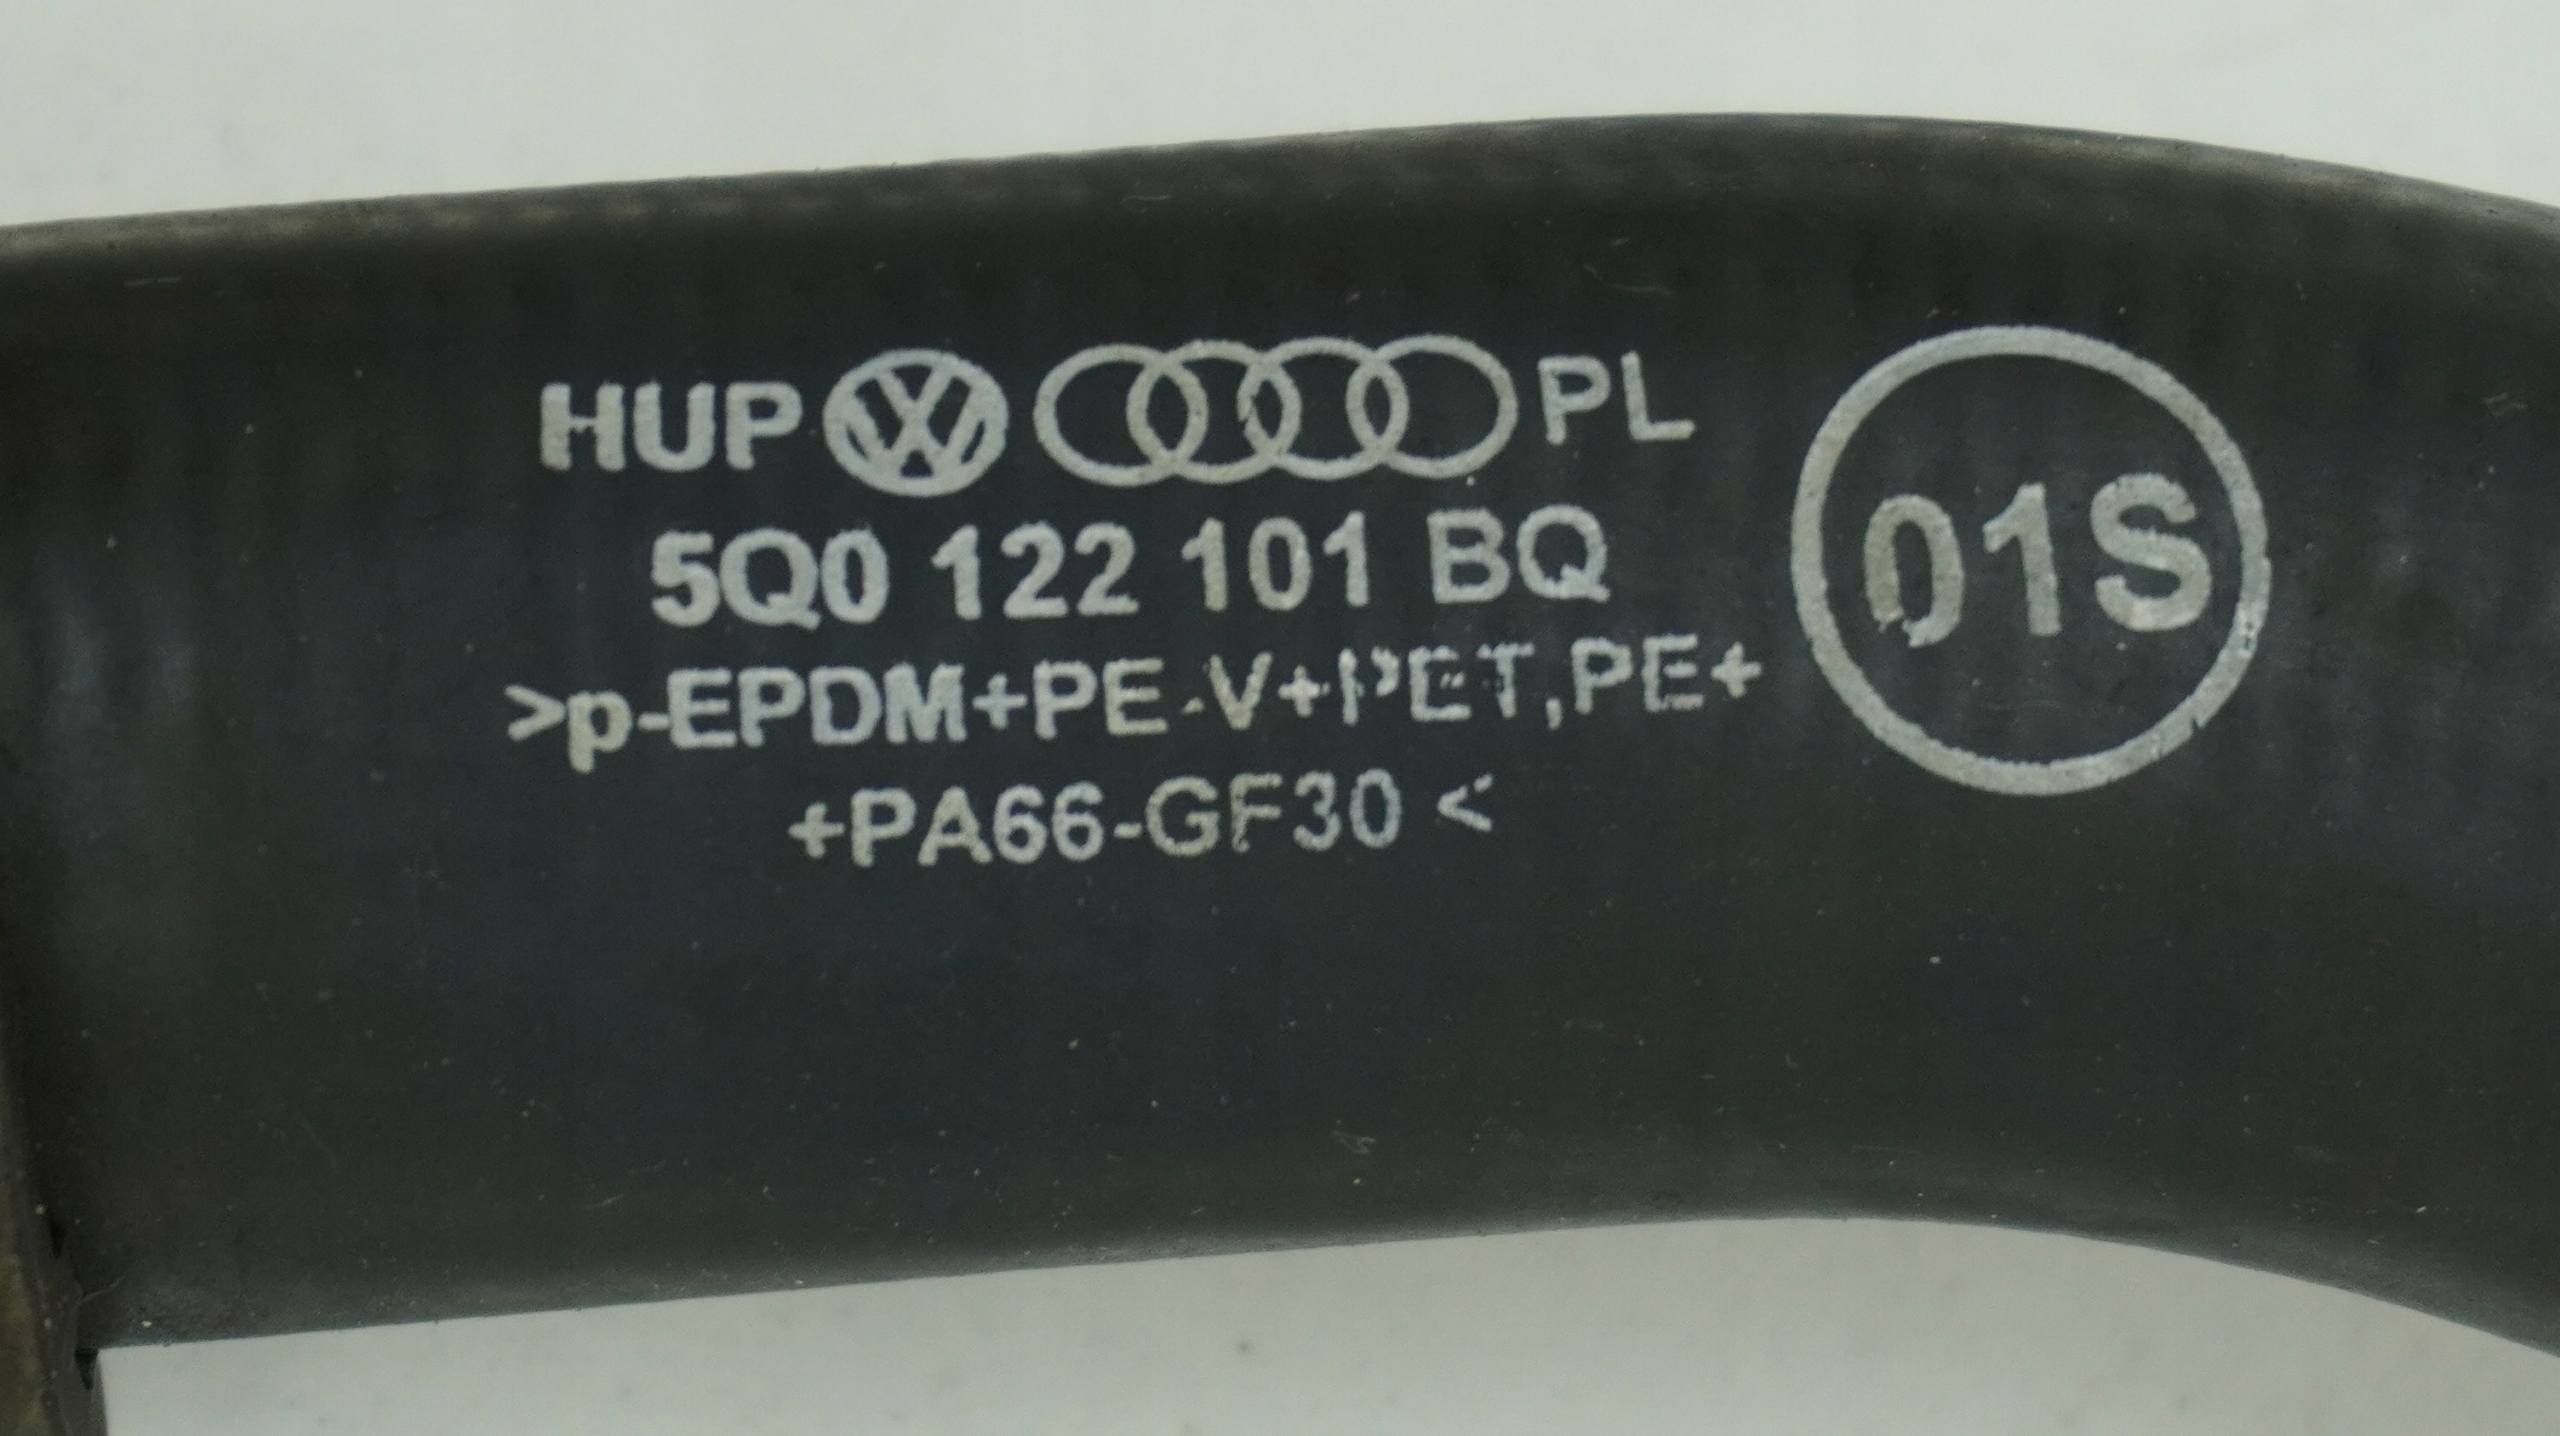 HUP PL
5Q0 122 101 BQ
01S
>p-EPDM+PE-V+PET,PE+
+PA66-GF30 <